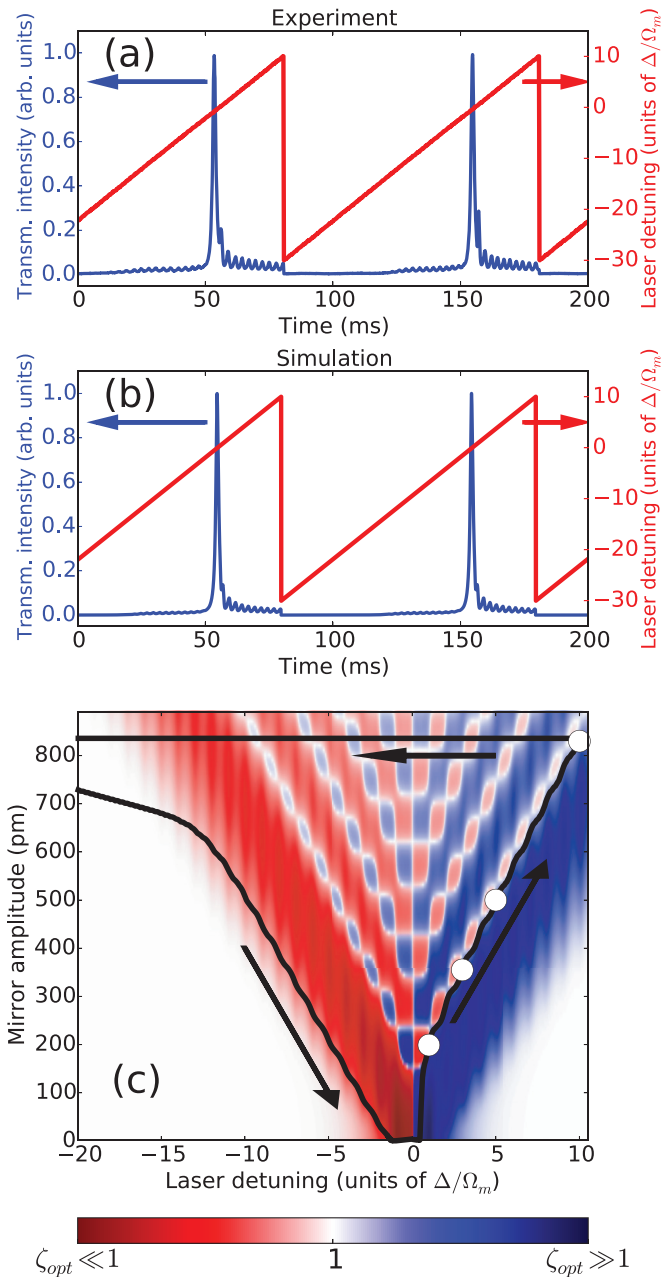 Experiment
(a)
Transm. intensity (arb. units)
1.0
0.8
0.6
0.4
0.2
0.0
10
0
−10
−20
−30
Laser detuning (units of Δ/Ω_m)
0 50 100 150 200
Time (ms)
Simulation
(b)
Transm. intensity (arb. units)
1.0
0.8
0.6
0.4
0.2
0.0
10
0
−10
−20
−30
Laser detuning (units of Δ/Ω_m)
0 50 100 150 200
Time (ms)
Mirror amplitude (pm)
800
700
600
500
400
300
200
100
0
(c)
−20 −15 −10 −5 0 5 10
Laser detuning (units of Δ/Ω_m)
ζ_opt ≪1 1 ζ_opt ≫1